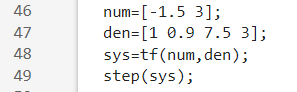 46 num=[-1.5 3];
47 den=[1 0.9 7.5 3];
48 sys=tf(num,den);
49 step(sys);